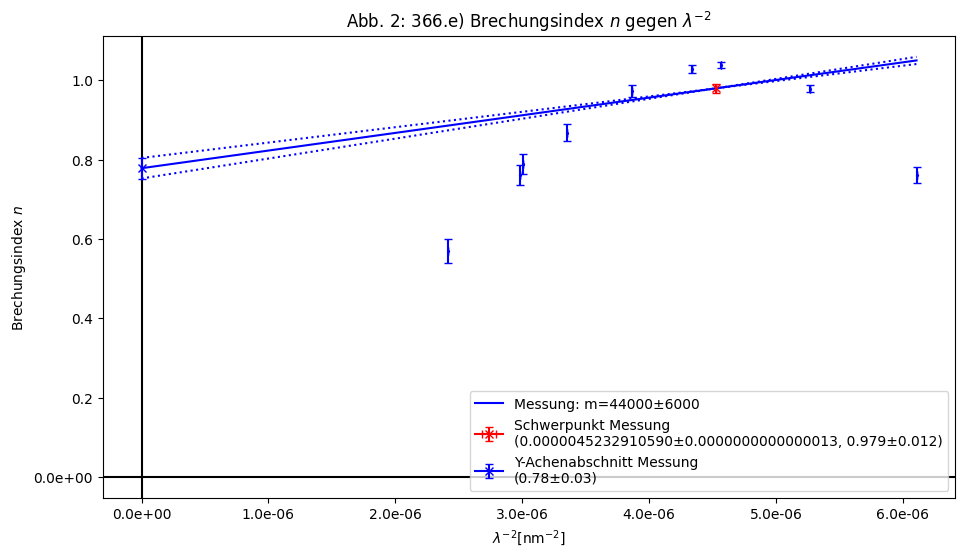 Abb. 2: 366.e) Brechungsindex n gegen λ⁻²
Brechungsindex n
1.0
0.8
0.6
0.4
0.2
0.0e+00
0.0e+00 1.0e-06 2.0e-06 3.0e-06 4.0e-06 5.0e-06 6.0e-06
λ⁻²[nm⁻²]
Messung: m=44000±6000
Schwerpunkt Messung
(0.0000045232910590±0.0000000000000013, 0.979±0.012)
Y-Achenabschnitt Messung
(0.78±0.03)